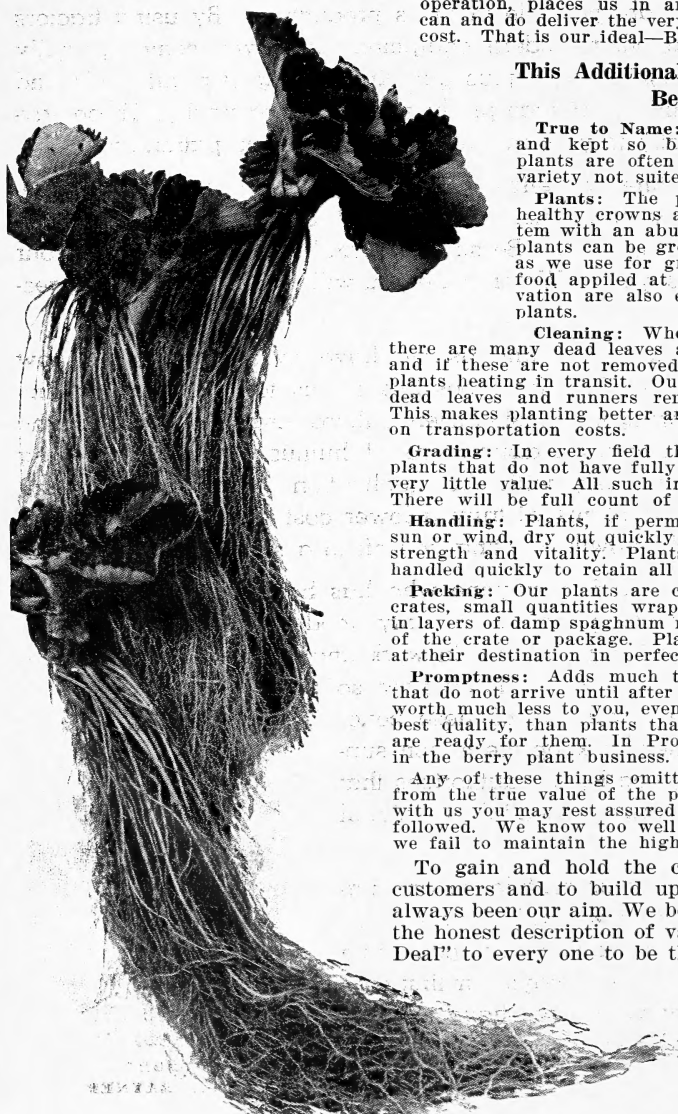 operation, places us in an
can and do deliver the very
cost. That is our ideal—B
This Additional
Be
True to Name:
and kept so b
plants are often
variety not suite
Plants: The p
healthy crowns a
tem with an abu
plants can be gro
as we use for gr
food appiled at
vation are also e
plants.
Cleaning: Whe
there are many dead leaves a
and if these are not removed
plants heating in transit. Our
dead leaves and runners rem
This makes planting better an
on transportation costs.
Grading: In every field th
plants that do not have fully
very little value. All such in
There will be full count of
Handling: Plants, if perm
sun or wind, dry out quickly
strength and vitality. Plants
handled quickly to retain all
Packing: Our plants are c
crates, small quantities wrap
in layers of damp spaghnum m
of the crate or package. Pla
at their destination in perfec
Promptness: Adds much t
that do not arrive until after
worth much less to you, even
best quality, than plants tha
are ready for them. In Pro
in the berry plant business.
Any of these things omitt
from the true value of the p
with us you may rest assured
followed. We know too well
we fail to maintain the high
To gain and hold the c
customers and to build up
always been our aim. We be
the honest description of va
Deal" to every one to be th